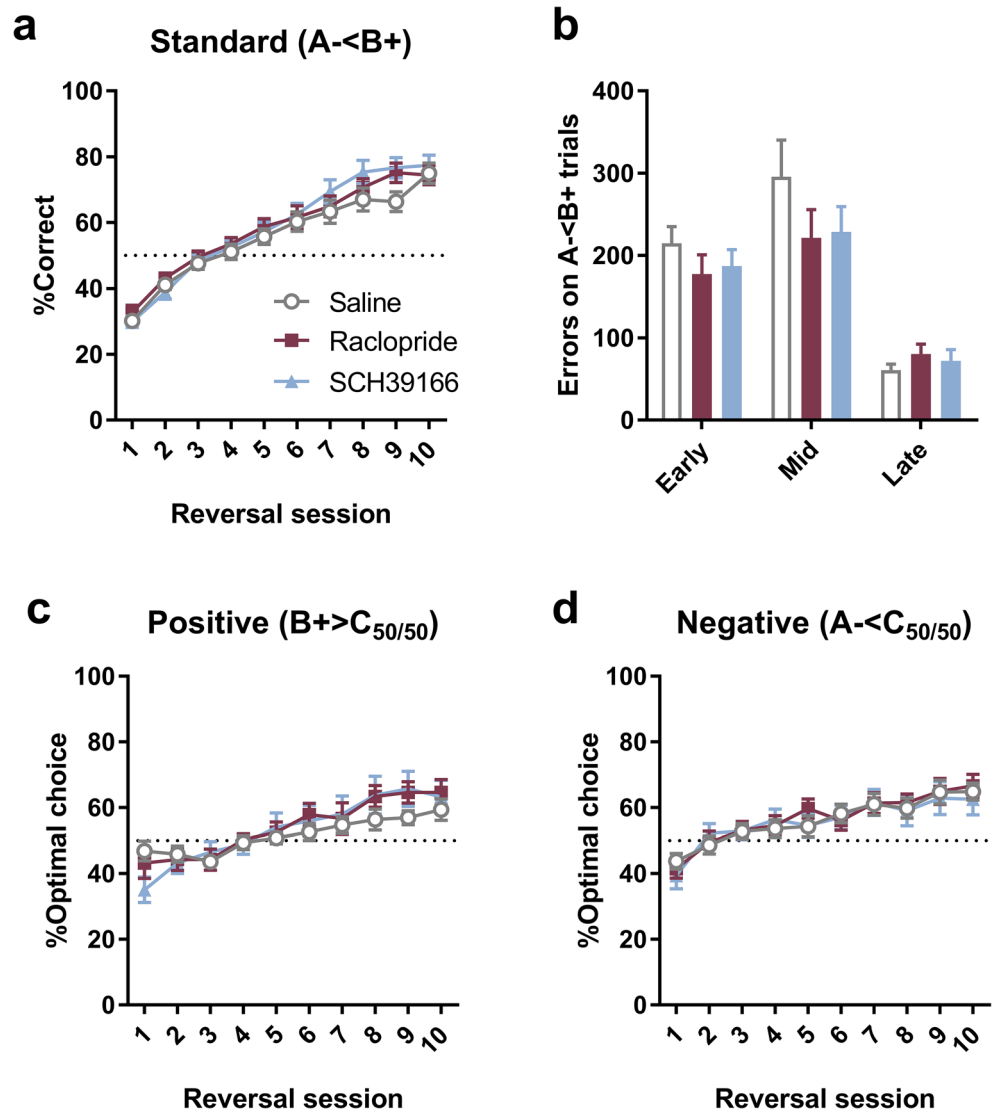 a
Standard (A-<B+)
100
80
60
40
20
0
%Correct
Saline
Raclopride
SCH39166
1 2 3 4 5 6 7 8 9 10
Reversal session
b
400
300
200
100
0
Errors on A-<B+ trials
Early Mid Late
c
Positive (B+>C50/50)
100
80
60
40
20
0
%Optimal choice
1 2 3 4 5 6 7 8 9 10
Reversal session
d
Negative (A-<C50/50)
100
80
60
40
20
0
%Optimal choice
1 2 3 4 5 6 7 8 9 10
Reversal session